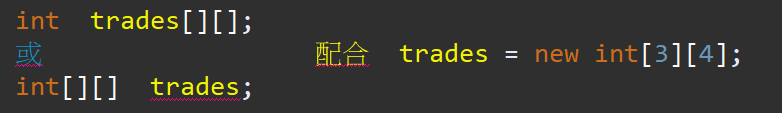 int  trades[][];
或                 配合  trades = new int[3][4];
int[][]  trades;